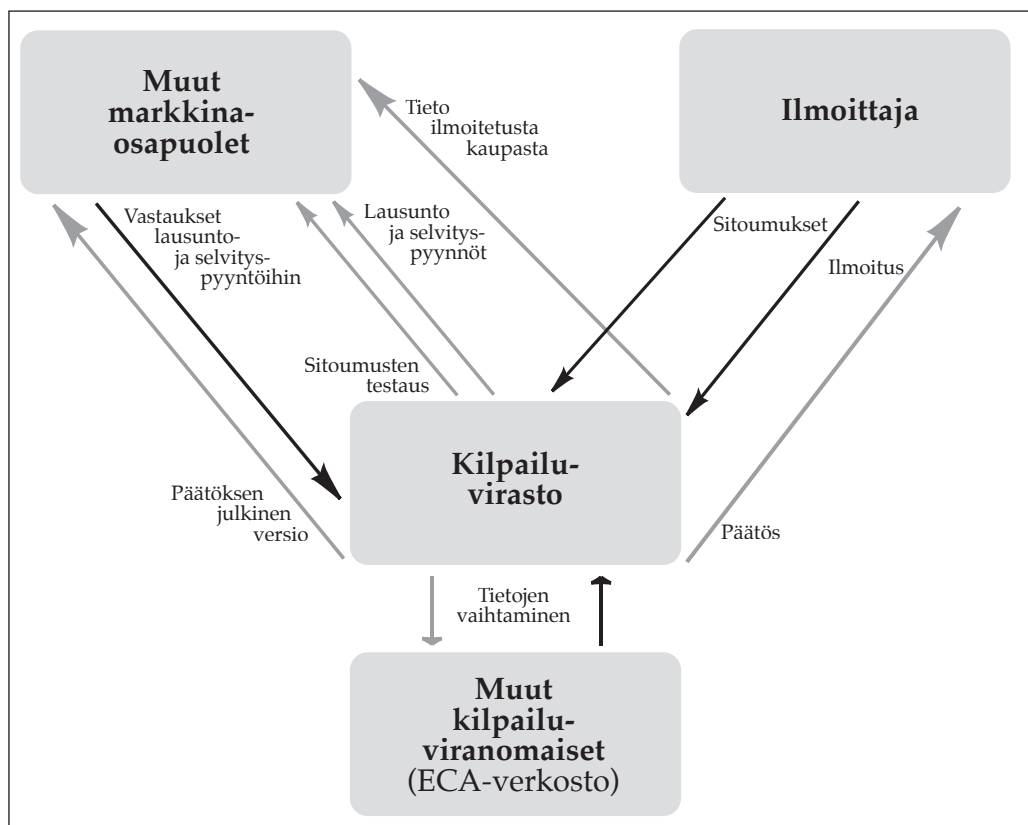 Muut
markkina-
osapuolet
Ilmoittaja
Tieto
ilmoitetusta
kaupasta
Vastaukset
lausunto-
ja selvitys-
pyyntöihin
Lausunto
ja selvitys-
pyynnöt
Sitoumukset
Ilmoitus
Sitoumusten
testaus
Kilpailu-
virasto
Päätöksen
julkinen
versio
Päätös
Tietojen
vaihtaminen
Muut
kilpailu-
viranomaiset
(ECA-verkosto)